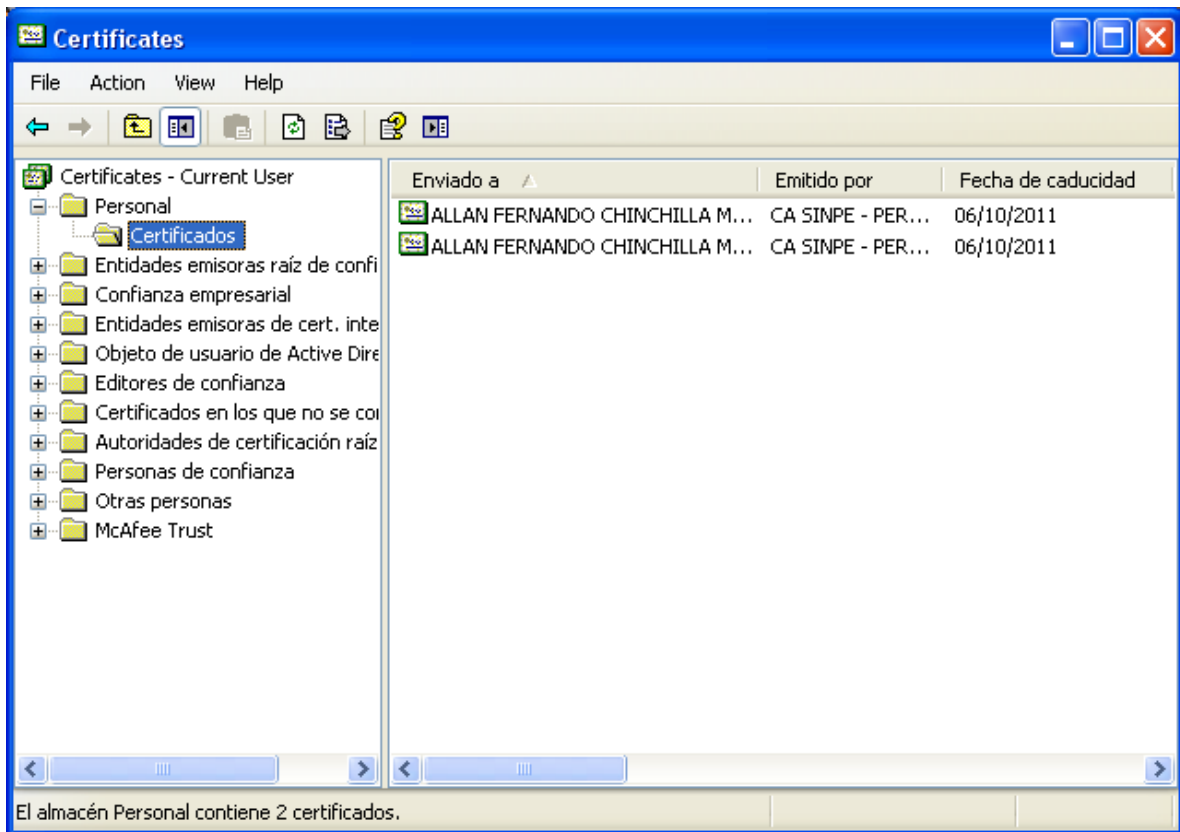 Certificates
File Action View Help
Certificates - Current User
Personal
Certificados
Entidades emisoras raíz de confi
Confianza empresarial
Entidades emisoras de cert. inte
Objeto de usuario de Active Dire
Editores de confianza
Certificados en los que no se co
Autoridades de certificación raíz
Personas de confianza
Otras personas
McAfee Trust
Enviado a Emitido por Fecha de caducidad
ALLAN FERNANDO CHINCHILLA M... CA SINPE - PER... 06/10/2011
ALLAN FERNANDO CHINCHILLA M... CA SINPE - PER... 06/10/2011
El almacén Personal contiene 2 certificados.